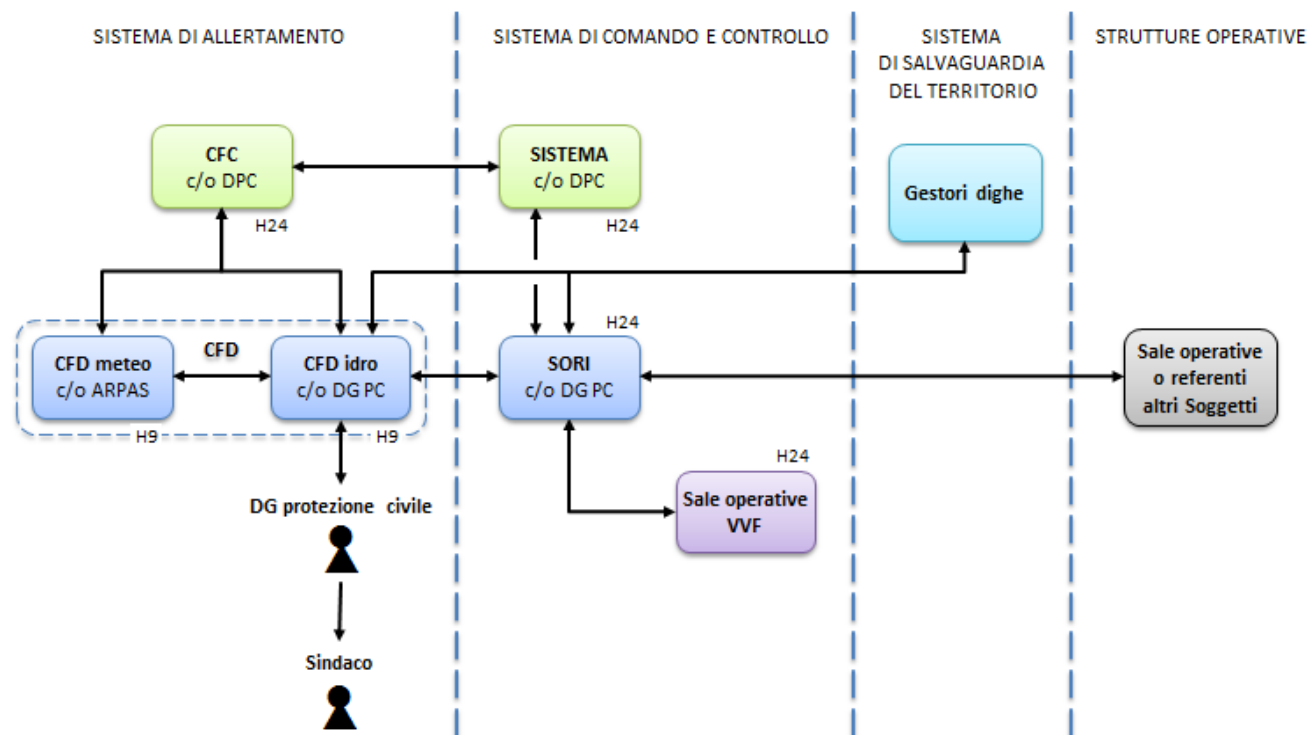 SISTEMA DI ALLERTAMENTO
SISTEMA DI COMANDO E CONTROLLO
SISTEMA
DI SALVAGUARDIA
DEL TERRITORIO
STRUTTURE OPERATIVE
CFC
c/o DPC
H24
SISTEMA
c/o DPC
H24
Gestori dighe
CFD meteo
c/o ARPAS
H9
CFD
CFD idro
c/o DG PC
H9
H24
SORI
c/o DG PC
Sale operative
o referenti
altri Soggetti
H24
Sale operative
VVF
DG protezione civile
Sindaco